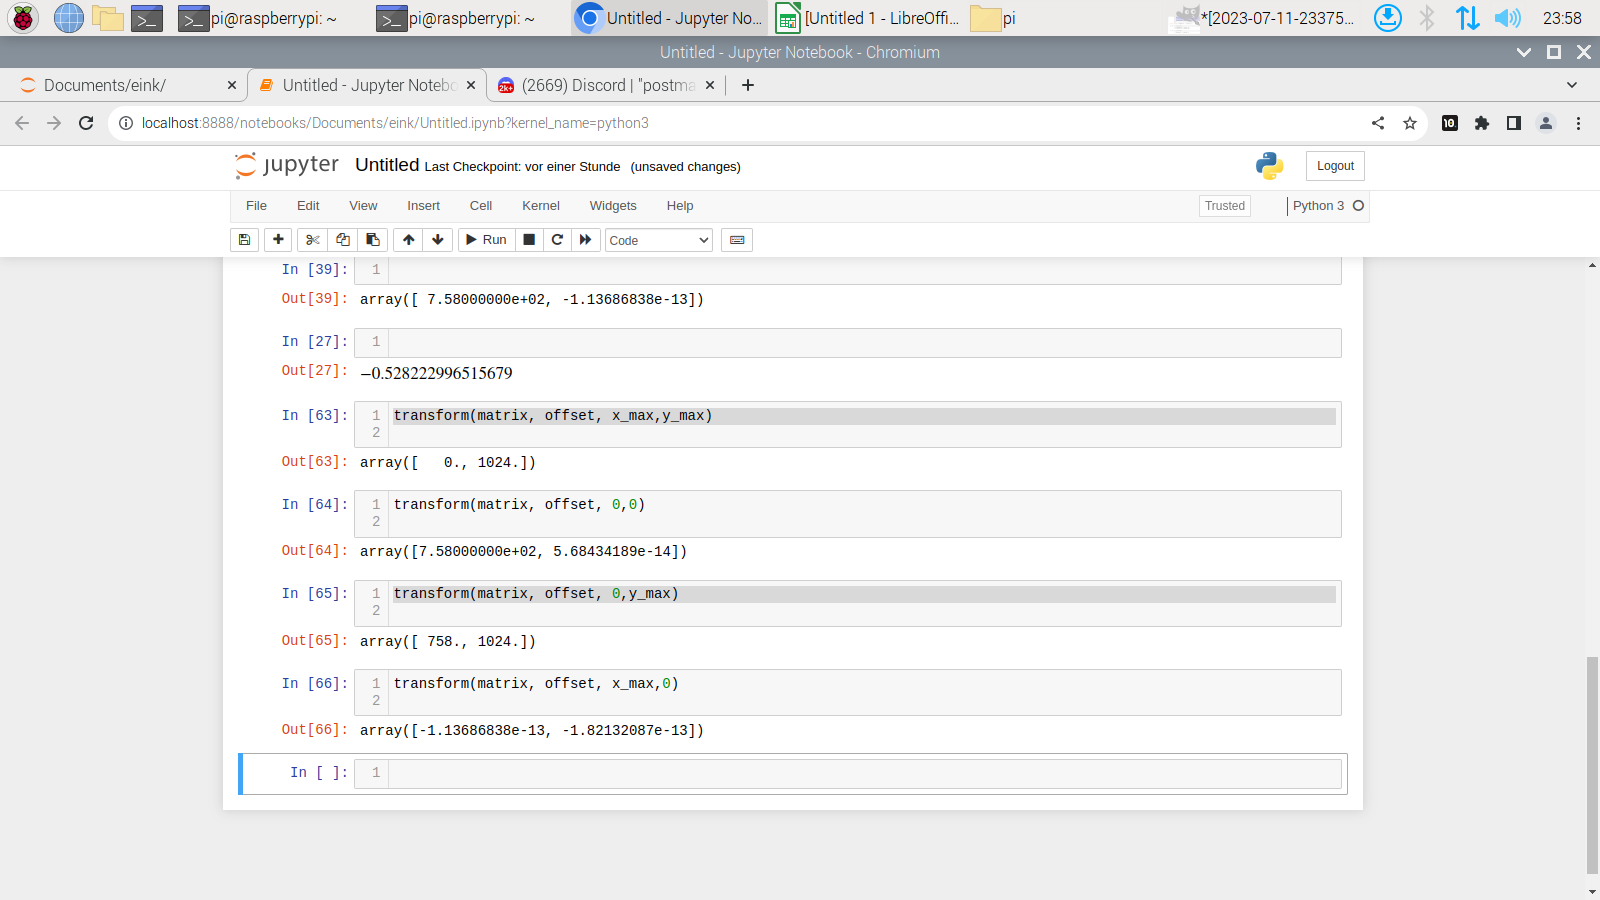 pi@raspberrypi: ~
pi@raspberrypi: ~
Untitled - Jupyter No...
[Untitled 1 - LibreOffi...
pi
*[2023-07-11-23375...
23:58
Untitled - Jupyter Notebook - Chromium
Documents/eink/
Untitled - Jupyter Notebo
2k+
(2669) Discord | "postma
localhost:8888/notebooks/Documents/eink/Untitled.ipynb?kernel_name=python3
jupyter Untitled Last Checkpoint: vor einer Stunde (unsaved changes)
Logout
File Edit View Insert Cell Kernel Widgets Help
Trusted
Python 3
Run
Code
In [39]: 1
Out[39]: array([ 7.58000000e+02, -1.13686838e-13])
In [27]: 1
Out[27]: −0.528222996515679
In [63]: 1 transform(matrix, offset, x_max,y_max)
2
Out[63]: array([   0., 1024.])
In [64]: 1 transform(matrix, offset, 0,0)
2
Out[64]: array([7.58000000e+02, 5.68434189e-14])
In [65]: 1 transform(matrix, offset, 0,y_max)
2
Out[65]: array([ 758., 1024.])
In [66]: 1 transform(matrix, offset, x_max,0)
2
Out[66]: array([-1.13686838e-13, -1.82132087e-13])
In [ ]: 1